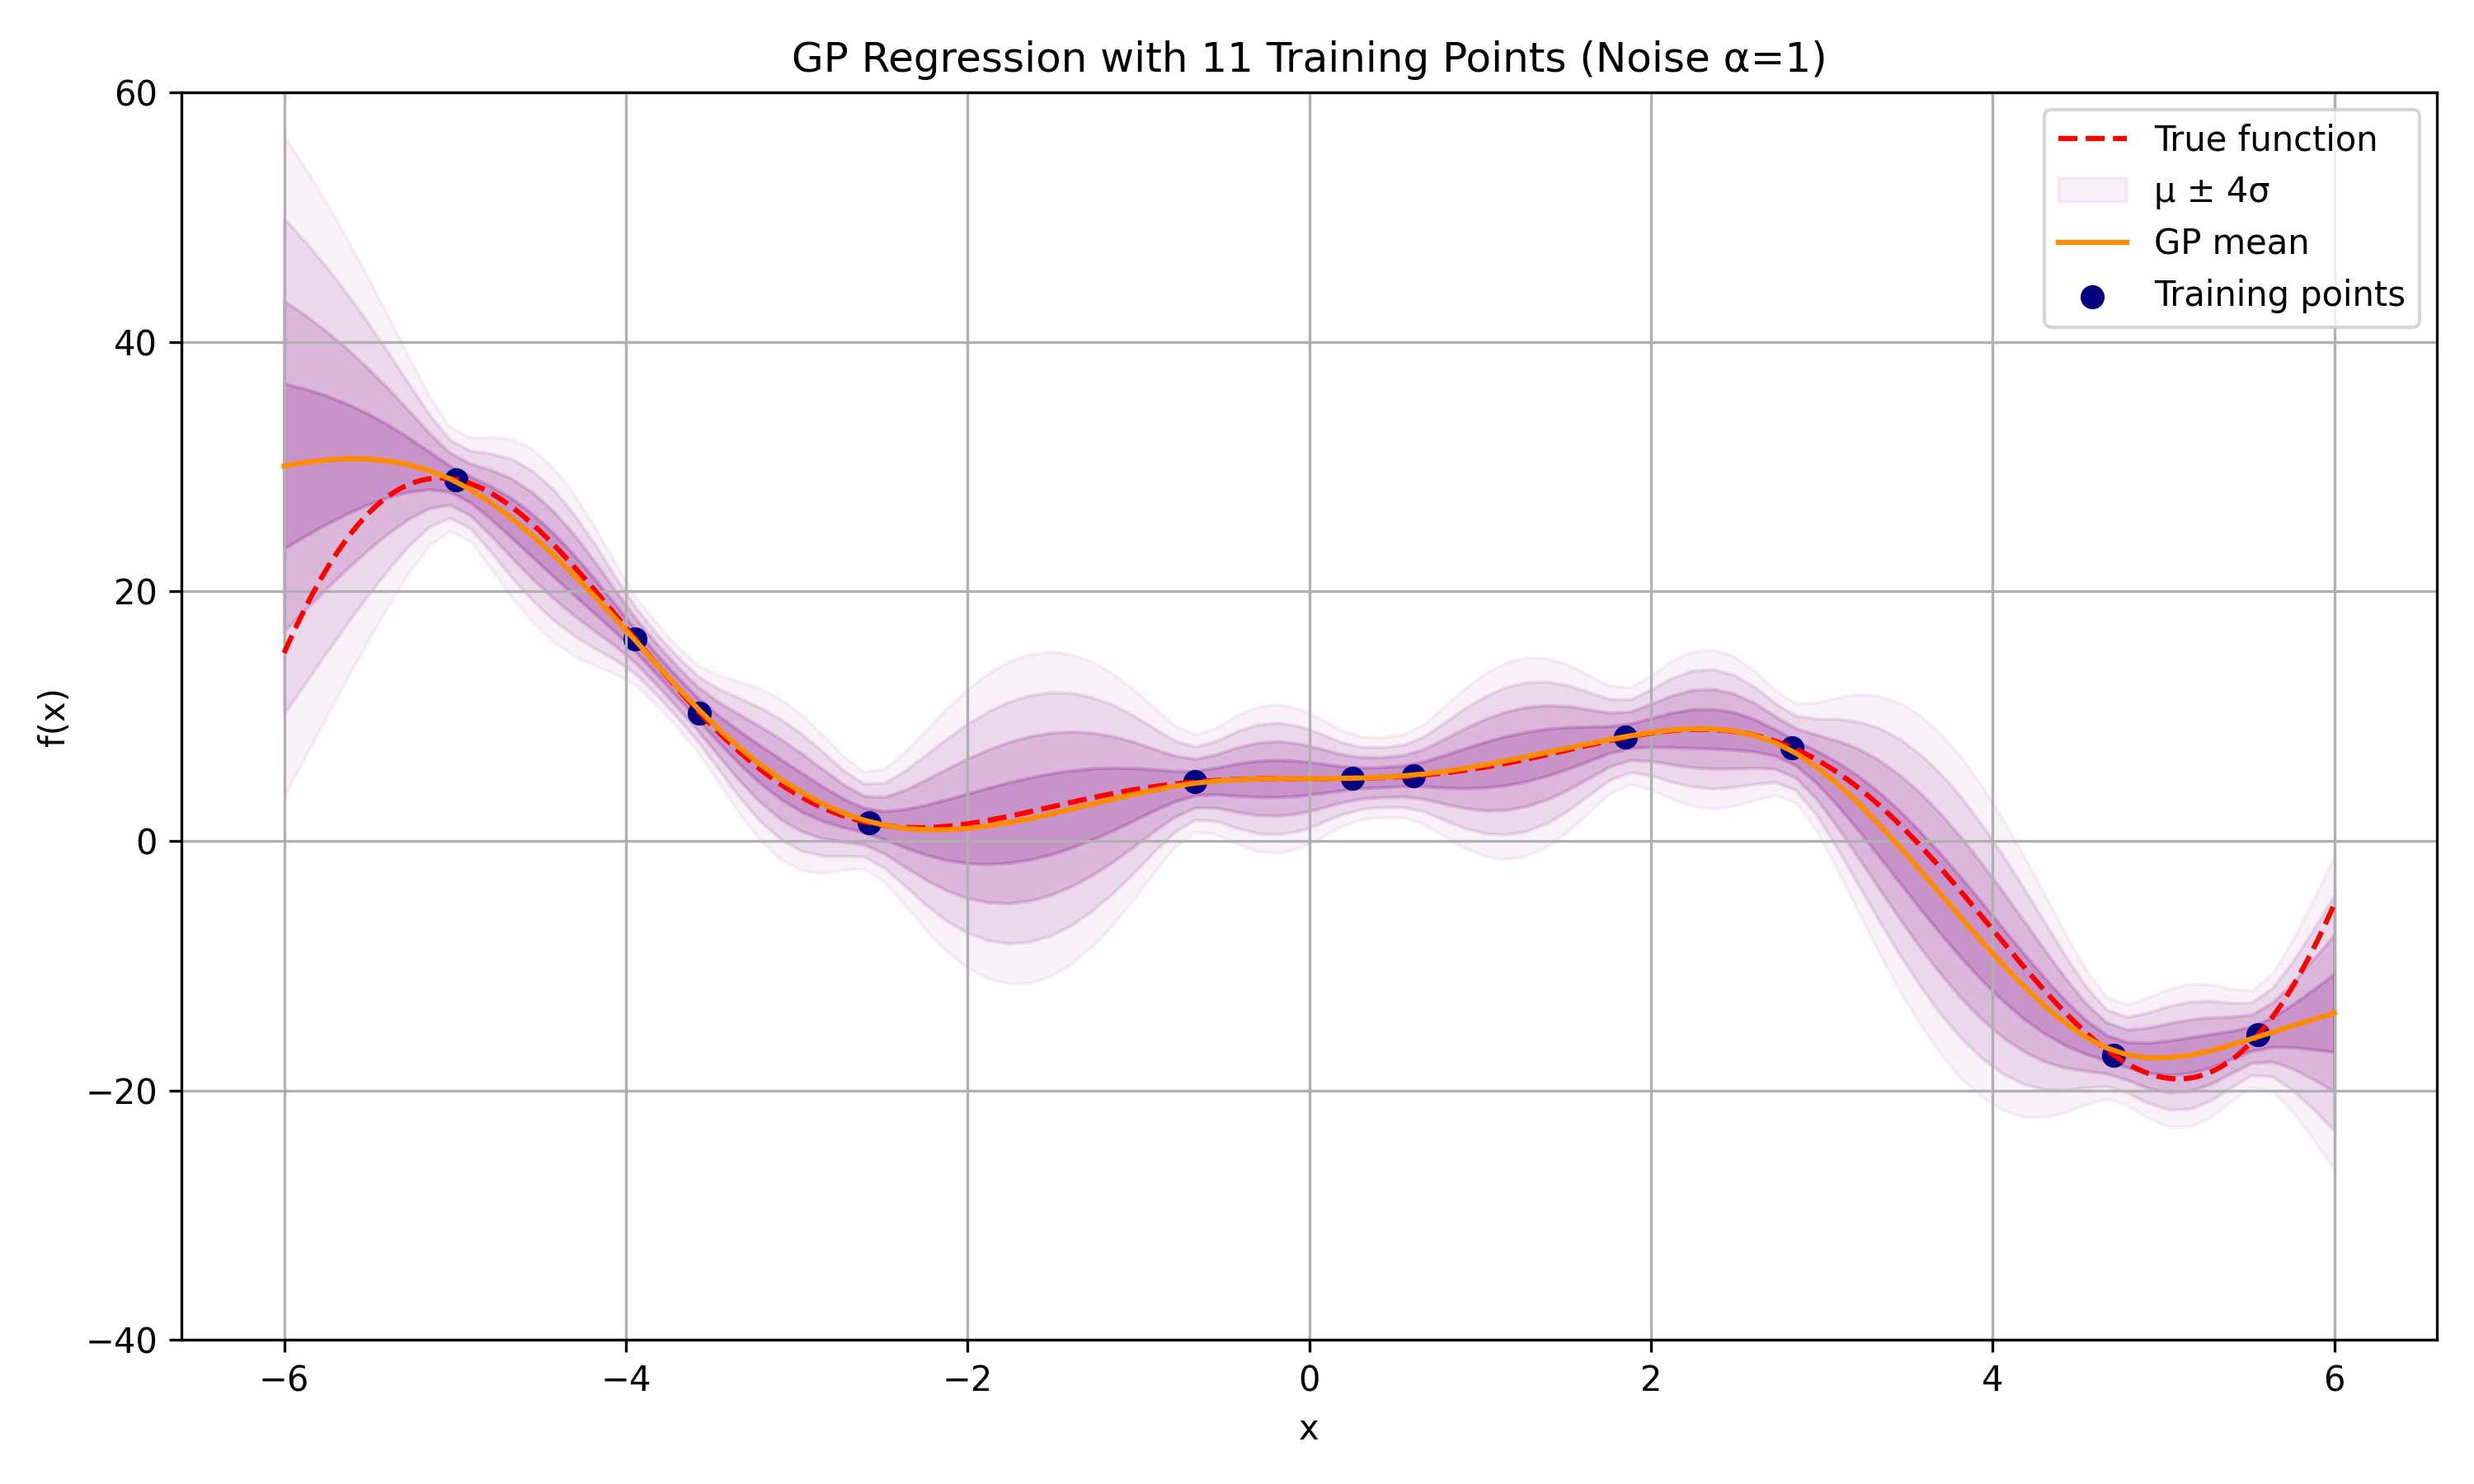 GP Regression with 11 Training Points (Noise α=1)
60
40
20
0
−20
−40
f(x)
−6
−4
−2
0
2
4
6
x
True function
μ ± 4σ
GP mean
Training points